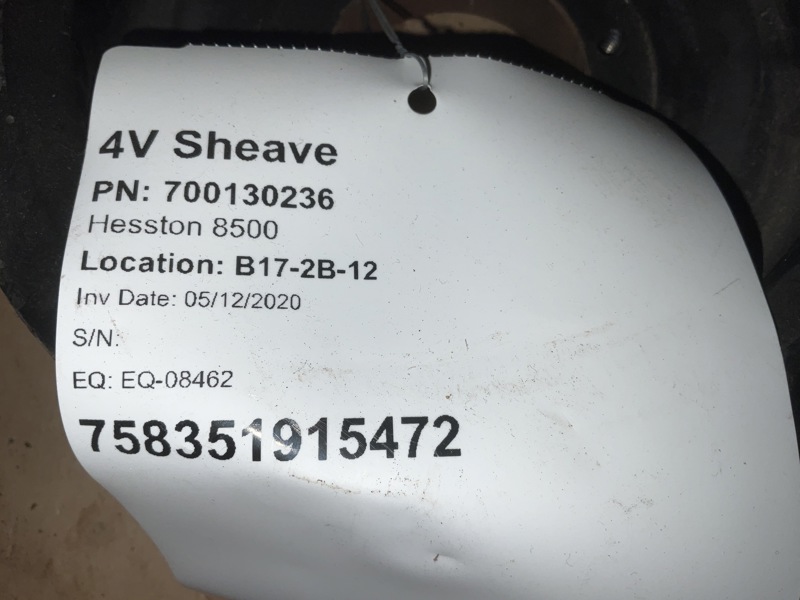 4V Sheave
PN: 700130236
Hesston 8500
Location: B17-2B-12
Inv Date: 05/12/2020
S/N:
EQ: EQ-08462
758351915472